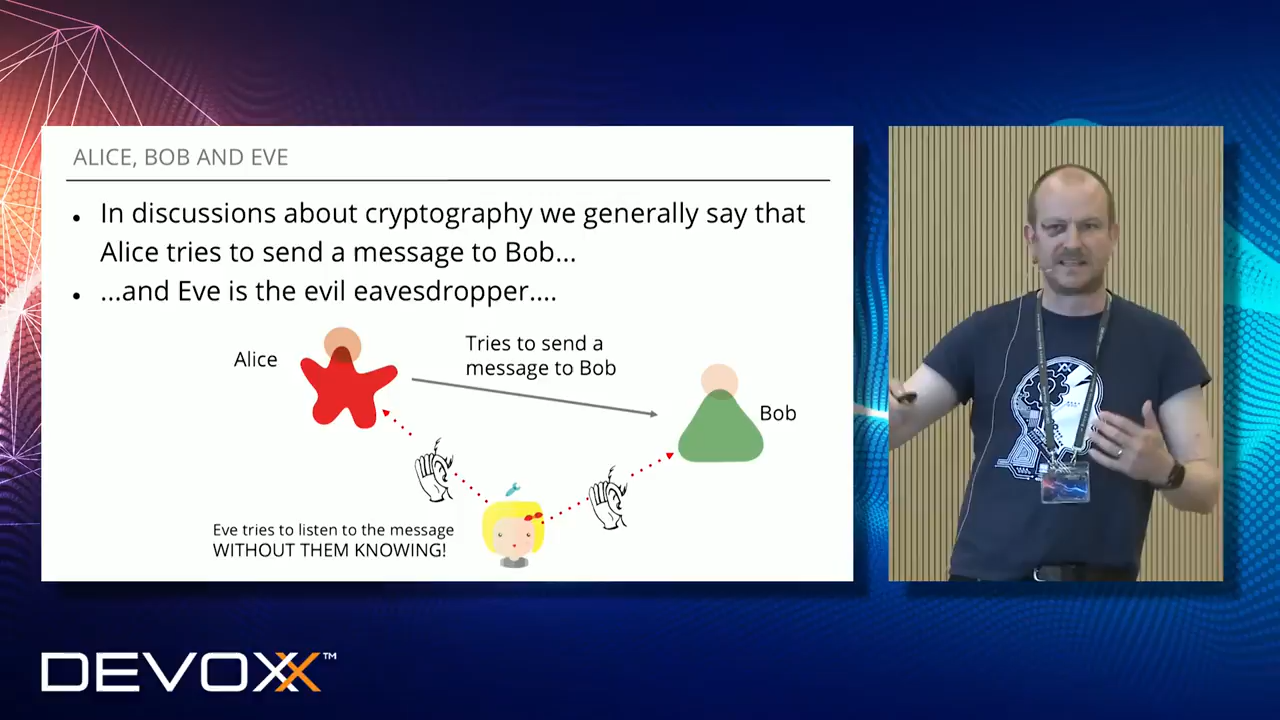 ALICE, BOB AND EVE
• In discussions about cryptography we generally say that
Alice tries to send a message to Bob...
• ...and Eve is the evil eavesdropper....
Alice
Tries to send a
message to Bob
Bob
Eve tries to listen to the message
WITHOUT THEM KNOWING!
DEVOXX™